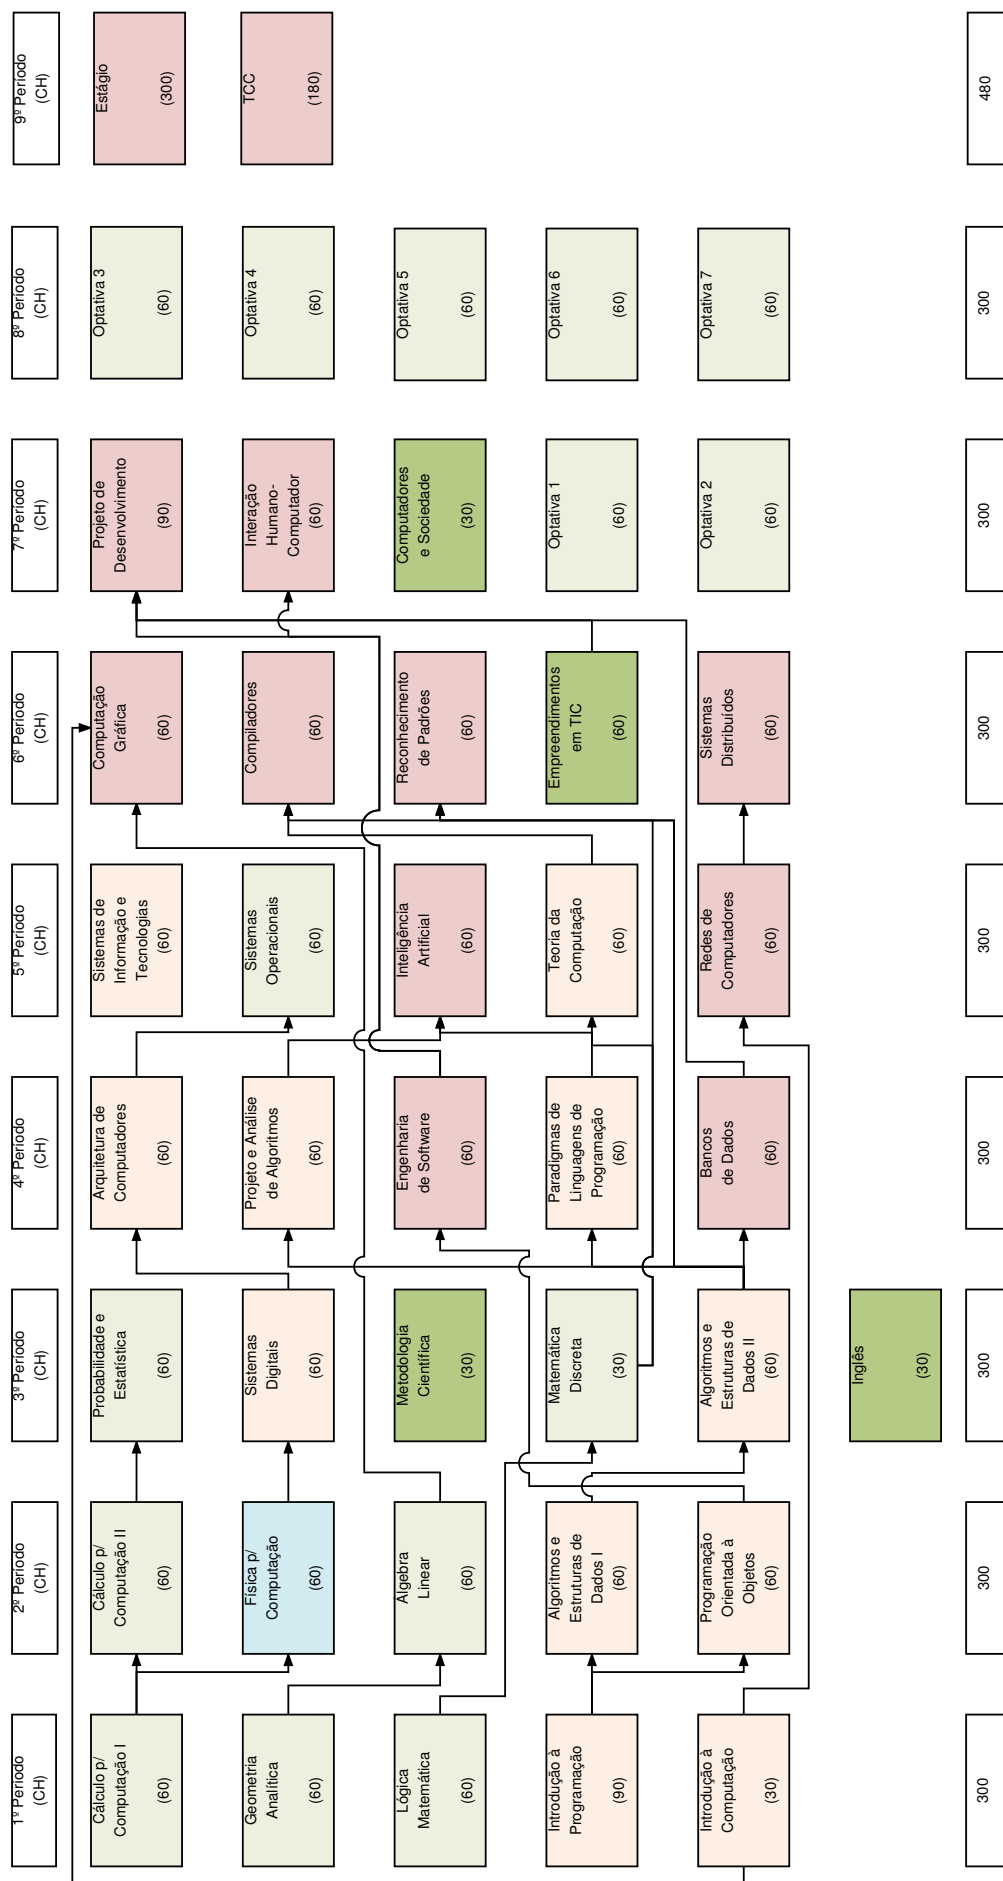 1º Período
(CH)
Cálculo p/
Computação I
(60)
Geometria
Analítica
(60)
Lógica
Matemática
(60)
Introdução à
Programação
(90)
Introdução à
Computação
(30)
300
2º Período
(CH)
Cálculo p/
Computação II
(60)
Física p/
Computação
(60)
Álgebra
Linear
(60)
Algoritmos e
Estruturas de
Dados I
(60)
Programação
Orientada à
Objetos
(60)
300
3º Período
(CH)
Probabilidade e
Estatística
(60)
Sistemas
Digitais
(60)
Metodologia
Científica
(30)
Matemática
Discreta
(30)
Algoritmos e
Estruturas de
Dados II
(60)
Inglês
(30)
300
4º Período
(CH)
Arquitetura de
Computadores
(60)
Projeto e Análise
de Algoritmos
(60)
Engenharia
de Software
(60)
Paradigmas de
Linguagens de
Programação
(60)
Bancos
de Dados
(60)
300
5º Período
(CH)
Sistemas de
Informação e
Tecnologias
(60)
Sistemas
Operacionais
(60)
Inteligência
Artificial
(60)
Teoria da
Computação
(60)
Redes de
Computadores
(60)
300
6º Período
(CH)
Computação
Gráfica
(60)
Compiladores
(60)
Reconhecimento
de Padrões
(60)
Empreendimentos
em TIC
(60)
Sistemas
Distribuídos
(60)
300
7º Período
(CH)
Projeto de
Desenvolvimento
(90)
Interação
Humano-
Computador
(60)
Computadores
e Sociedade
(30)
Optativa 1
(60)
Optativa 2
(60)
300
8º Período
(CH)
Optativa 3
(60)
Optativa 4
(60)
Optativa 5
(60)
Optativa 6
(60)
Optativa 7
(60)
300
9º Período
(CH)
Estágio
(300)
TCC
(180)
480